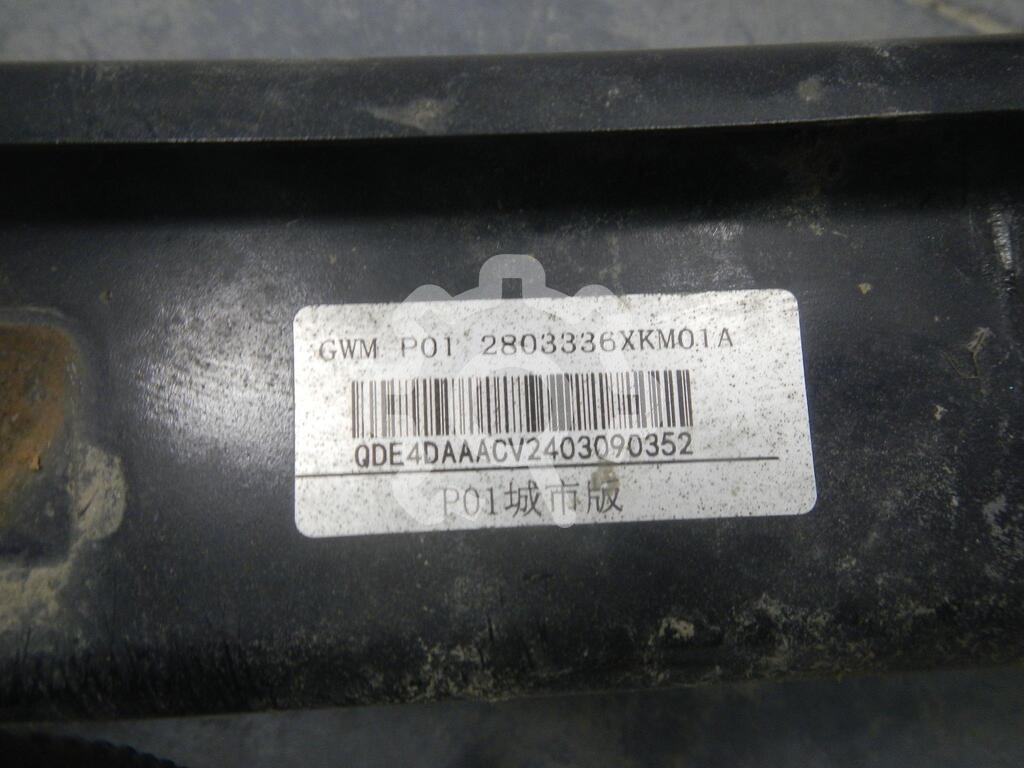 GWM P01 2803336XKM01A
QDE4DAAACV2403090352
P01城市版